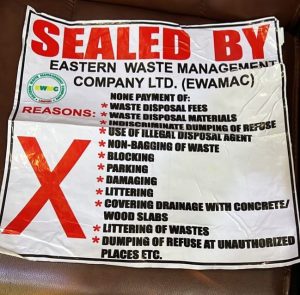 SEALED BY
EASTERN WASTE MANAGEMENT
COMPANY LTD. (EWAMAC)
NONE PAYMENT OF:
REASONS:
* WASTE DISPOSAL FEES
* WASTE DISPOSAL MATERIALS
* INDISCRIMINATE DUMPING OF REFUSE
* USE OF ILLEGAL DISPOSAL AGENT
* NON-BAGGING OF WASTE
* BLOCKING
* PARKING
* DAMAGING
* LITTERING
* COVERING DRAINAGE WITH CONCRETE/
WOOD SLABS
* LITTERING OF WASTES
* DUMPING OF REFUSE AT UNAUTHORIZED
PLACES ETC.
X